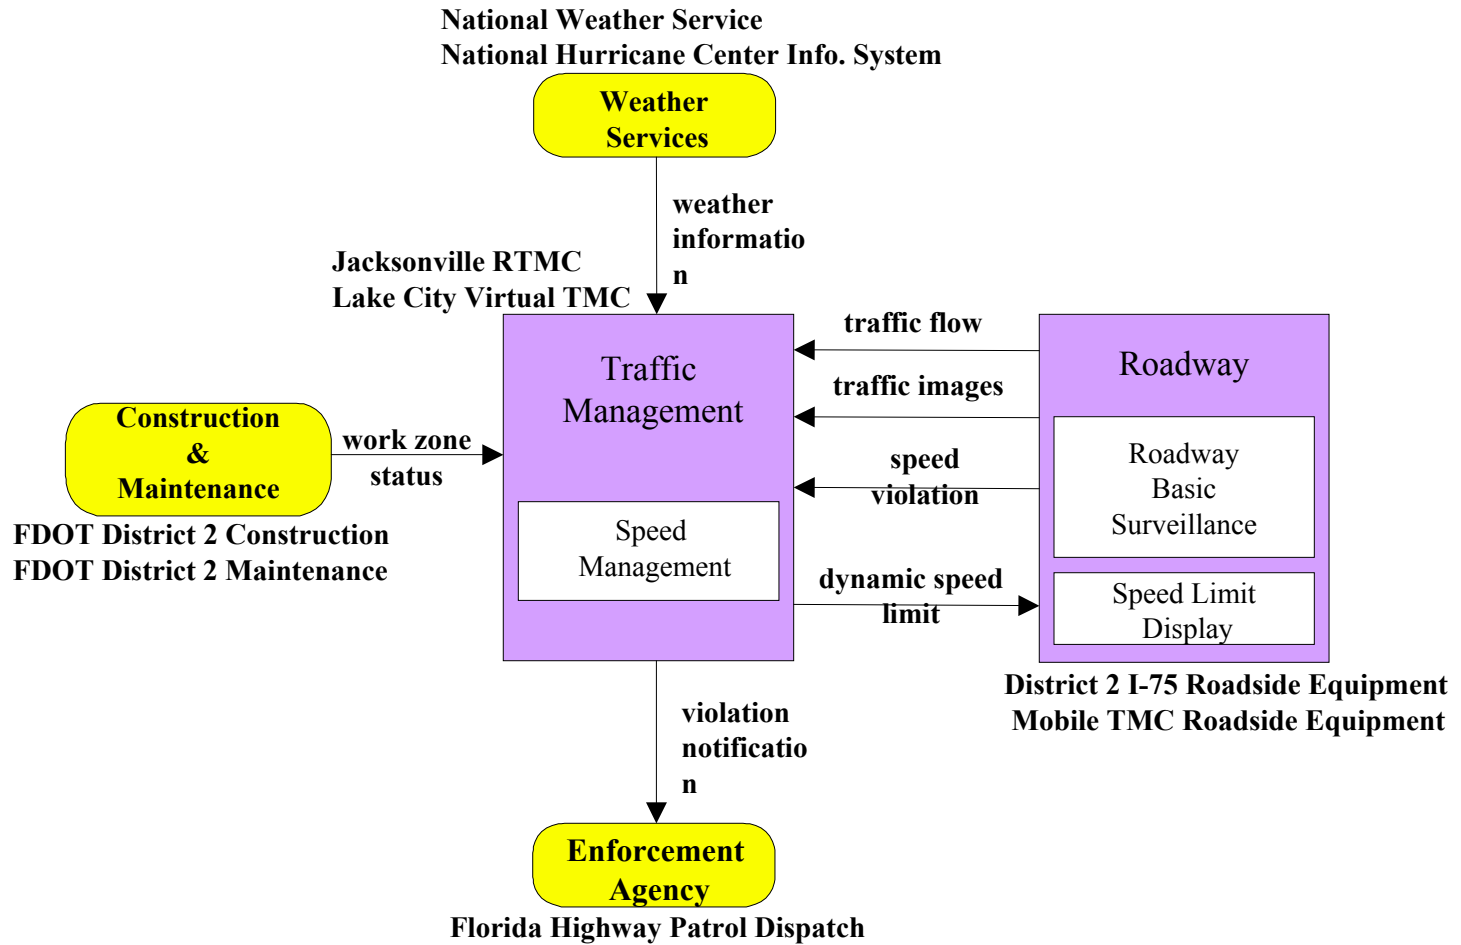 National Weather Service
National Hurricane Center Info. System
Weather
Services
weather
informatio
n
Jacksonville RTMC
Lake City Virtual TMC
Traffic
Management
Speed
Management
traffic flow
traffic images
speed
violation
dynamic speed
limit
Roadway
Roadway
Basic
Surveillance
Speed Limit
Display
District 2 I-75 Roadside Equipment
Mobile TMC Roadside Equipment
Construction
&
Maintenance
work zone
status
FDOT District 2 Construction
FDOT District 2 Maintenance
violation
notificatio
n
Enforcement
Agency
Florida Highway Patrol Dispatch